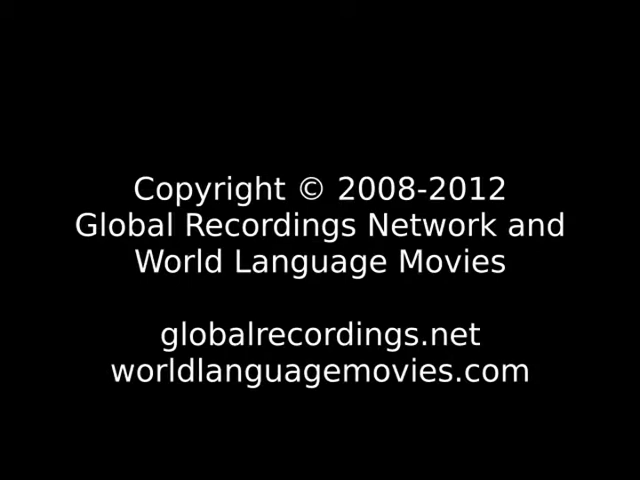 Copyright © 2008-2012
Global Recordings Network and
World Language Movies
globalrecordings.net
worldlanguagemovies.com